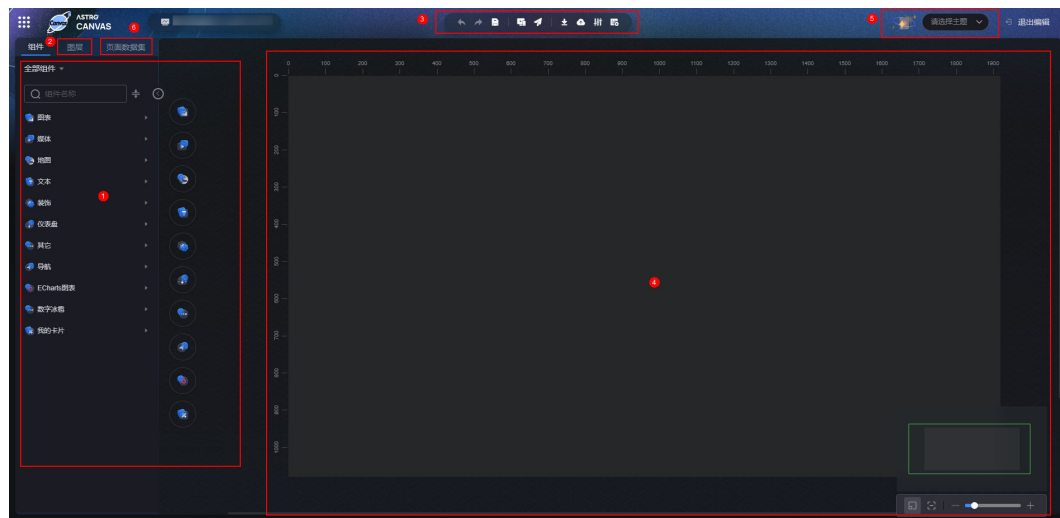 ASTRO
CANVAS
Canvas
6
3
5
请选择主题
退出编辑
组件
2
图层
页面数据集
全部组件
组件名称
图表
媒体
地图
文本
1
装饰
仪表盘
其它
导航
ECharts图表
数字冰雹
我的卡片
0 100 200 300 400 500 600 700 800 900 1000 1100 1200 1300 1400 1500 1600 1700 1800 1900
0
100
200
300
400
500
600
700
800
900
1000
4